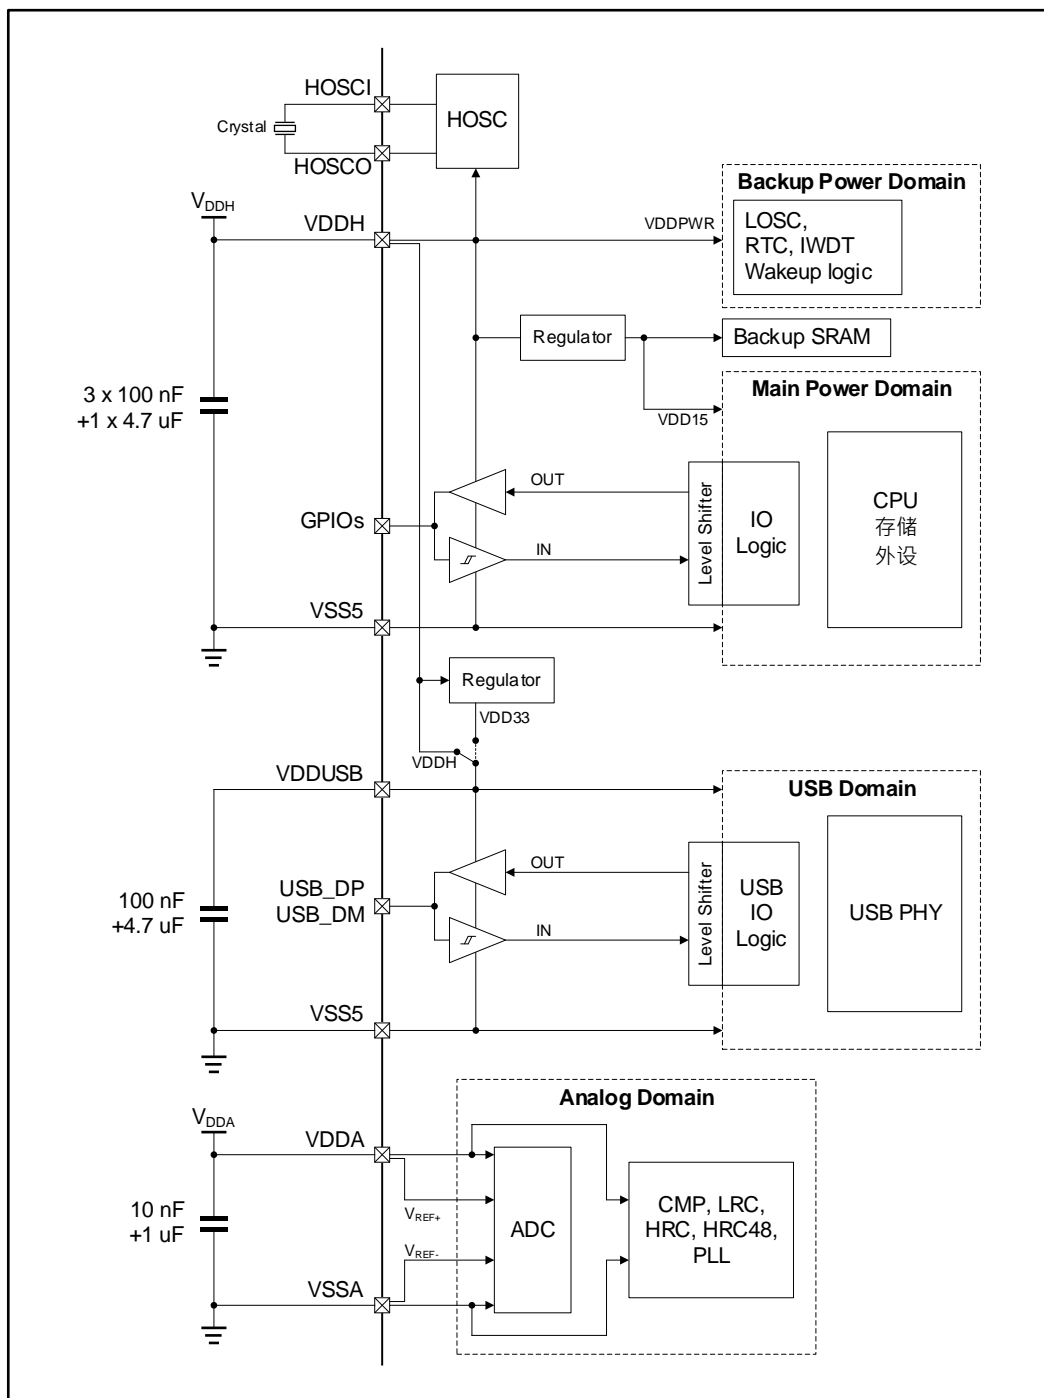 HOSCI
Crystal
HOSCO
HOSC
VDDH
VDDH
VDDPWR
Backup Power Domain
LOSC,
RTC, IWDT
Wakeup logic
Regulator
Backup SRAM
3 x 100 nF
+1 x 4.7 uF
VDD15
Main Power Domain
GPIOs
OUT
IN
Level Shifter
IO
Logic
CPU
存储
外设
VSS5
Regulator
VDD33
VDDH
VDDUSB
USB Domain
100 nF
+4.7 uF
USB_DP
USB_DM
OUT
IN
Level Shifter
USB
IO
Logic
USB PHY
VSS5
Analog Domain
VDDA
VDDA
10 nF
+1 uF
VREF+
VREF-
VSSA
ADC
CMP, LRC,
HRC, HRC48,
PLL